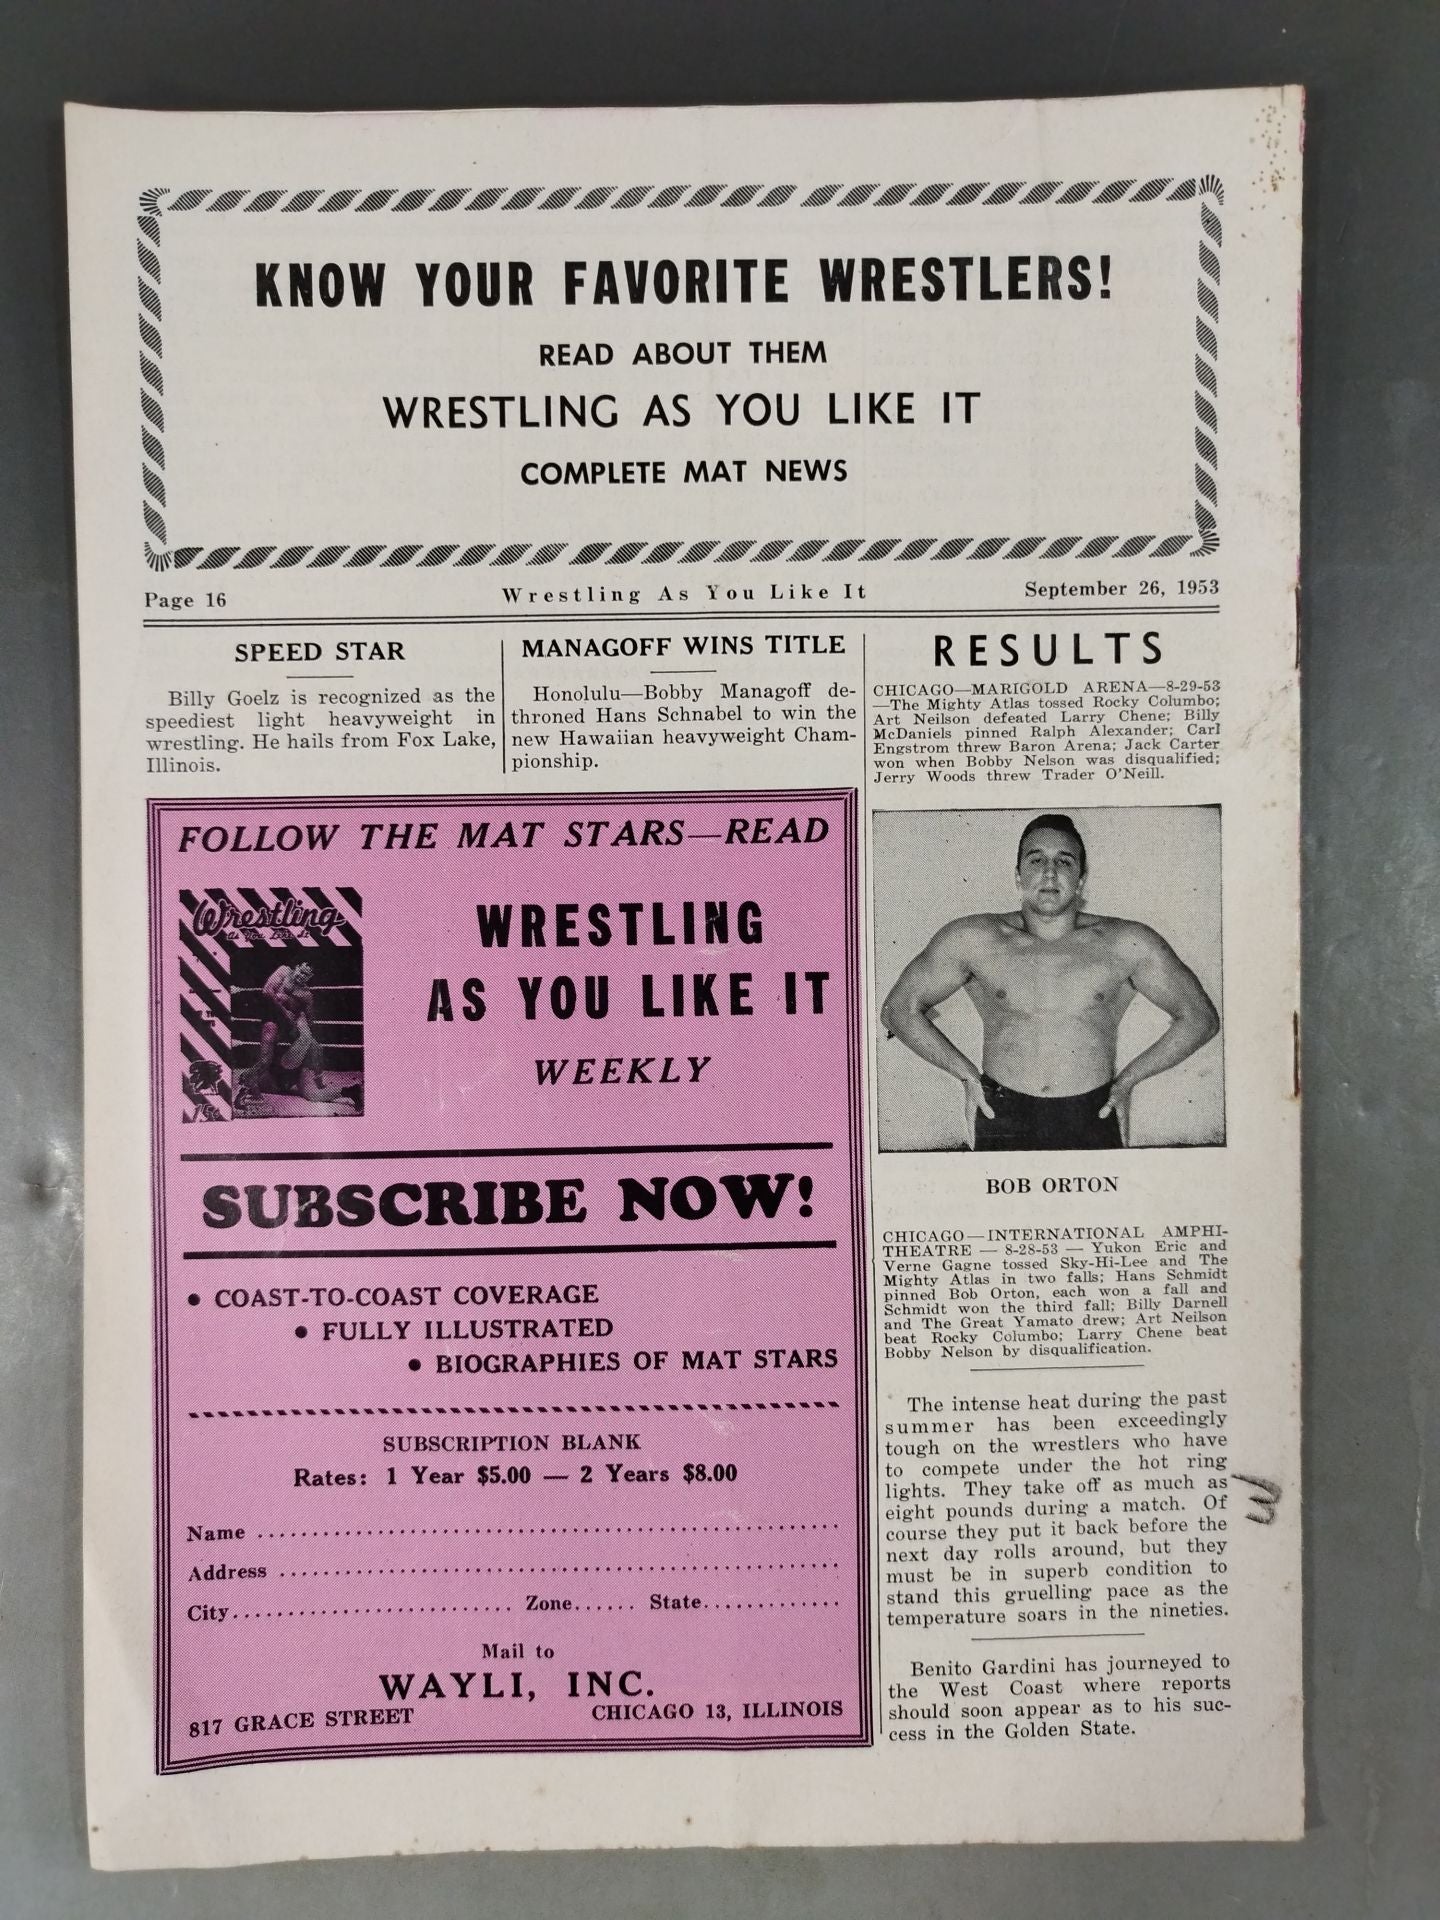 KNOW YOUR FAVORITE WRESTLERS!
READ ABOUT THEM
WRESTLING AS YOU LIKE IT
COMPLETE MAT NEWS
Page 16
Wrestling As You Like It
September 26, 1953
SPEED STAR
Billy Goelz is recognized as the
speediest light heavyweight in
wrestling. He hails from Fox Lake,
Illinois.
MANAGOFF WINS TITLE
Honolulu—Bobby Managoff de-
throned Hans Schnabel to win the
new Hawaiian heavyweight Cham-
pionship.
RESULTS
CHICAGO—MARIGOLD ARENA—8-29-53
—The Mighty Atlas tossed Rocky Columbo;
Art Neilson defeated Larry Chene; Billy
McDaniels pinned Ralph Alexander; Carl
Engstrom threw Baron Arena; Jack Carter
won when Bobby Nelson was disqualified;
Jerry Woods threw Trader O'Neill.
FOLLOW THE MAT STARS—READ
Wrestling
As You Like It
15¢
WRESTLING
AS YOU LIKE IT
WEEKLY
SUBSCRIBE NOW!
• COAST-TO-COAST COVERAGE
• FULLY ILLUSTRATED
• BIOGRAPHIES OF MAT STARS
SUBSCRIPTION BLANK
Rates: 1 Year $5.00 — 2 Years $8.00
Name
Address
City.......................... Zone...... State.............
Mail to
WAYLI, INC.
817 GRACE STREET CHICAGO 13, ILLINOIS
BOB ORTON
CHICAGO—INTERNATIONAL AMPHI-
THEATRE — 8-28-53 — Yukon Eric and
Verne Gagne tossed Sky-Hi-Lee and The
Mighty Atlas in two falls; Hans Schmidt
pinned Bob Orton, each won a fall and
Schmidt won the third fall; Billy Darnell
and The Great Yamato drew; Art Neilson
beat Rocky Columbo; Larry Chene beat
Bobby Nelson by disqualification.
The intense heat during the past
summer has been exceedingly
tough on the wrestlers who have
to compete under the hot ring
lights. They take off as much as
eight pounds during a match. Of
course they put it back before the
next day rolls around, but they
must be in superb condition to
stand this gruelling pace as the
temperature soars in the nineties.
Benito Gardini has journeyed to
the West Coast where reports
should soon appear as to his suc-
cess in the Golden State.